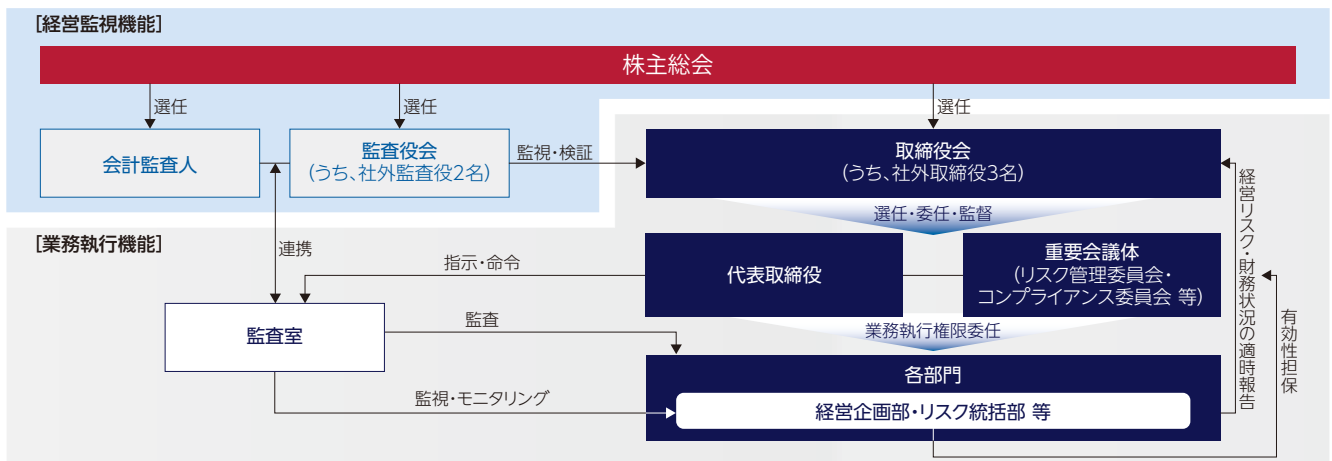 [経営監視機能]
株主総会
選任
選任
選任
会計監査人
監査役会
(うち、社外監査役2名)
監視・検証
取締役会
(うち、社外取締役3名)
選任・委任・監督
[業務執行機能]
連携
指示・命令
代表取締役
重要会議体
(リスク管理委員会・
コンプライアンス委員会 等)
監査室
監査
業務執行権限委任
各部門
監視・モニタリング
経営企画部・リスク統括部 等
経営リスク・財務状況の適時報告
有効性担保